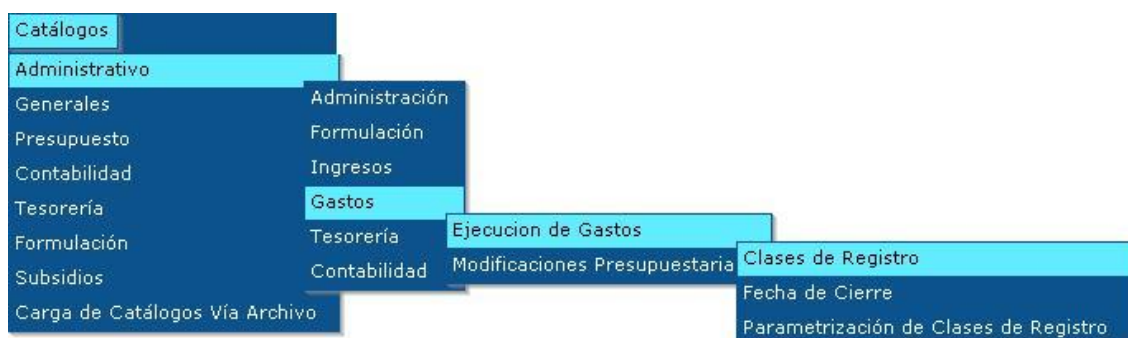 Catálogos
Administrativo
Generales
Presupuesto
Contabilidad
Tesorería
Formulación
Subsidios
Carga de Catálogos Vía Archivo
Administración
Formulación
Ingresos
Gastos
Tesorería
Contabilidad
Ejecucion de Gastos
Modificaciones Presupuestaria
Clases de Registro
Fecha de Cierre
Parametrización de Clases de Registro